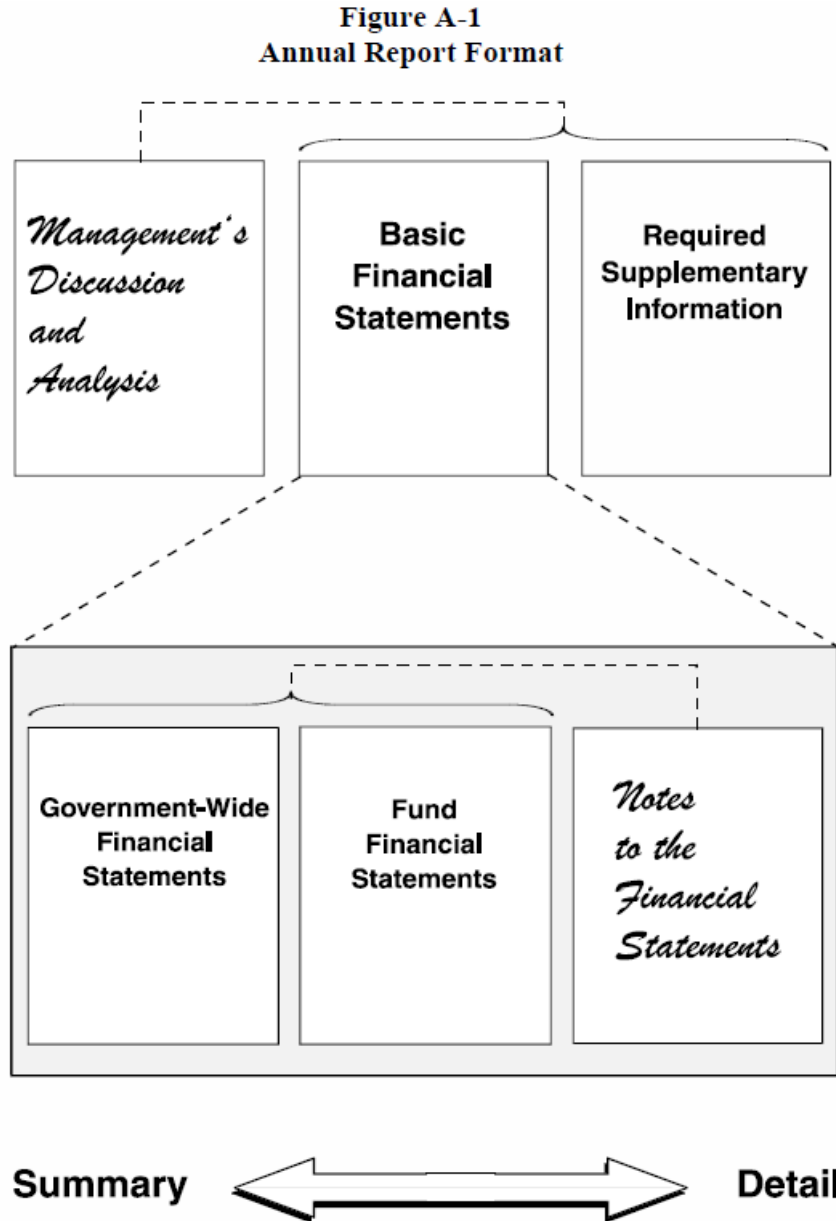 Figure A-1
Annual Report Format
Management's
Discussion
and
Analysis
Basic
Financial
Statements
Required
Supplementary
Information
Government-Wide
Financial
Statements
Fund
Financial
Statements
Notes
to the
Financial
Statements
Summary
Detail